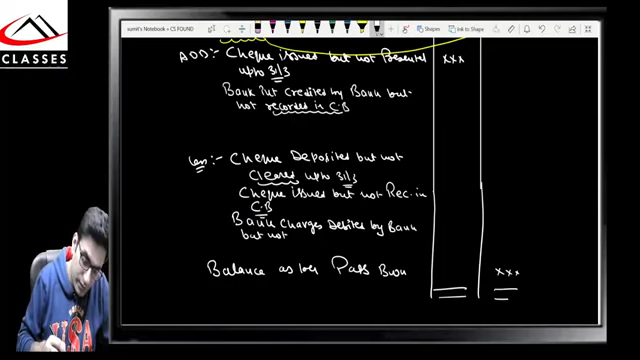 sumit's Notebook » CS FOUND
Shapes
Ink to Shape
ADD:- Cheque issues but not Presented
upto 31/3
xxx
Bank Int credited by Bank but
not recorded in C.B
Less:- Cheque Deposited but not
Cleared upto 31/3
Cheque issued but not Rec. in
C.B
Bank Charges Debited by Bank
but not
Balance as per Pass Book
xxx
CLASSES
USA